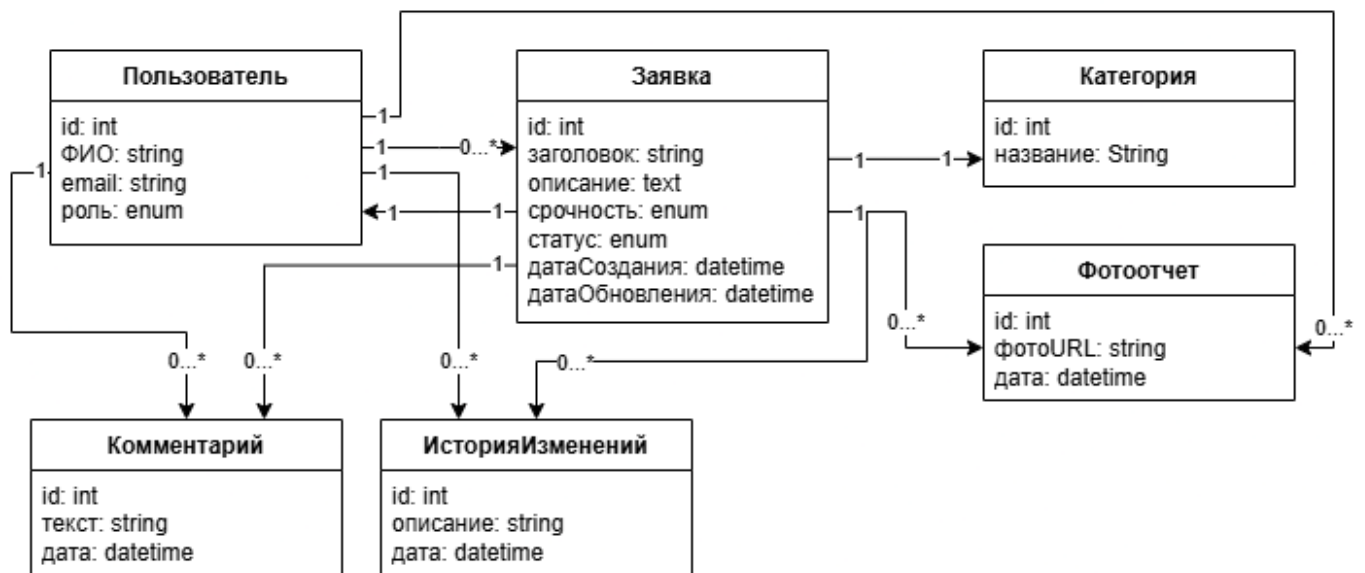 Пользователь
id: int
ФИО: string
email: string
роль: enum
Заявка
id: int
заголовок: string
описание: text
срочность: enum
статус: enum
датаСоздания: datetime
датаОбновления: datetime
Категория
id: int
название: String
Фотоотчет
id: int
фотоURL: string
дата: datetime
Комментарий
id: int
текст: string
дата: datetime
ИсторияИзменений
id: int
описание: string
дата: datetime
1
1
0...*
1
1
1
1
1
1
1
1
0...*
0...*
0...*
0...*
0...*
0...*